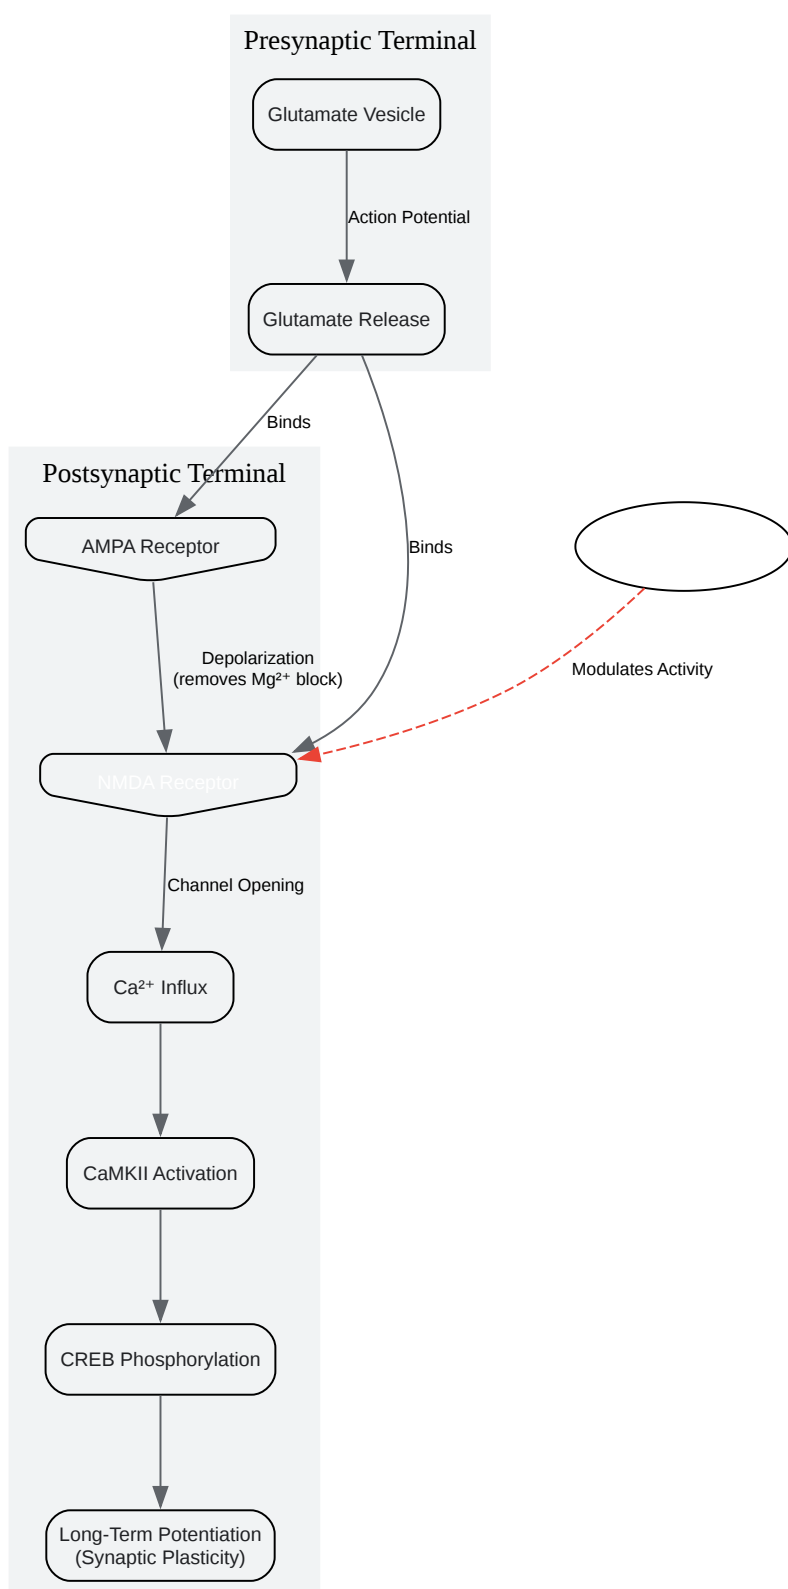 Presynaptic Terminal
Glutamate Vesicle
Action Potential
Glutamate Release
Binds
Postsynaptic Terminal
AMPA Receptor
Binds
Depolarization
(removes Mg²⁺ block)
Modulates Activity
NMDA Receptor
Channel Opening
Ca²⁺ Influx
CaMKII Activation
CREB Phosphorylation
Long-Term Potentiation
(Synaptic Plasticity)